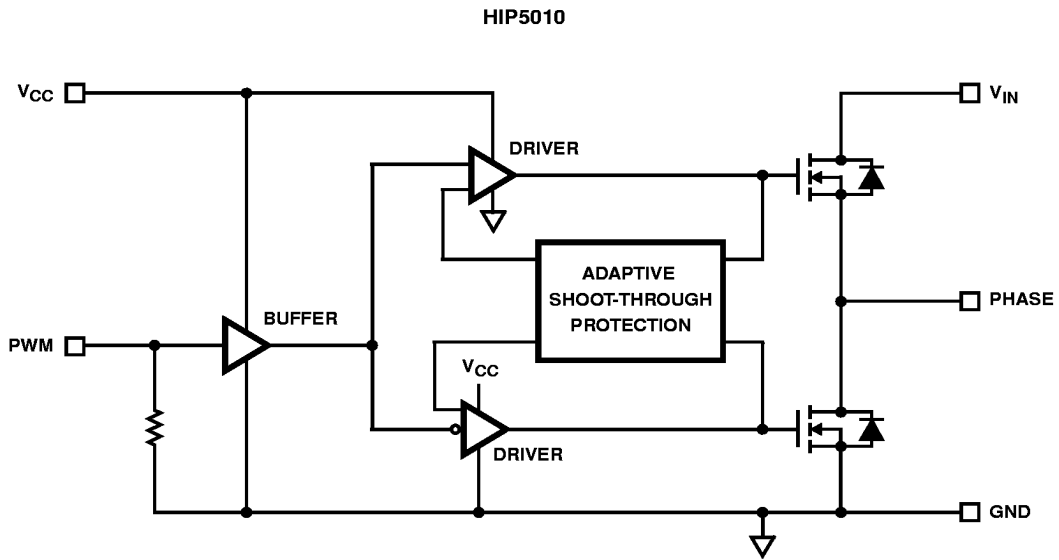 HIP5010
VCC
VIN
DRIVER
ADAPTIVE
SHOOT-THROUGH
PROTECTION
PHASE
BUFFER
PWM
VCC
DRIVER
GND